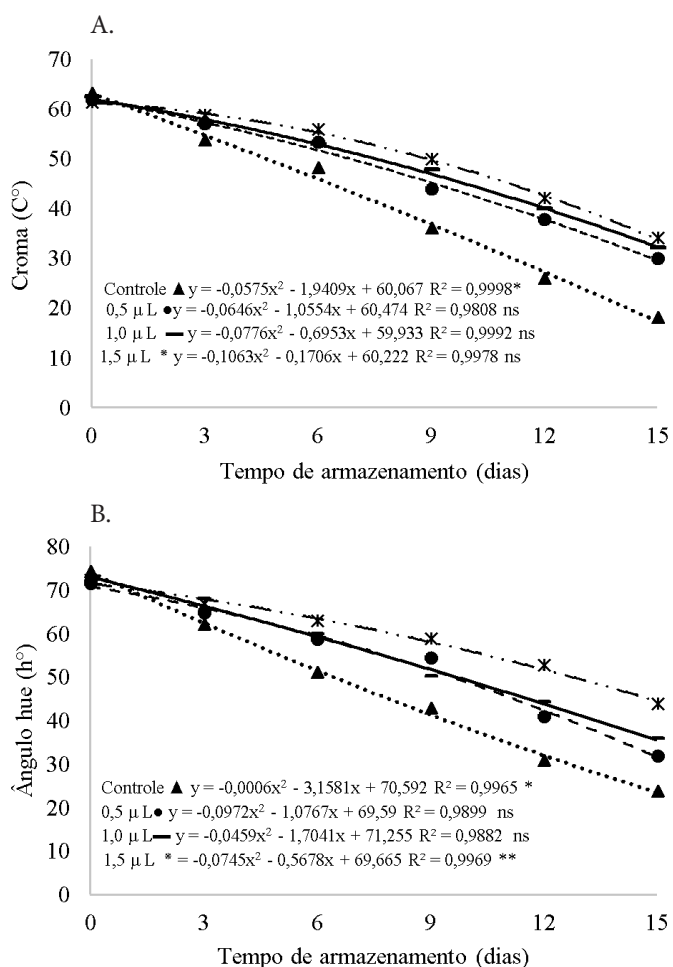 A.
70
60
50
40
30
20
10
0
Croma (C°)
Controle ▲ y = -0,0575x² - 1,9409x + 60,067 R² = 0,9998*
0,5 µ L ● y = -0,0646x² - 1,0554x + 60,474 R² = 0,9808 ns
1,0 µ L ━ y = -0,0776x² - 0,6953x + 59,933 R² = 0,9992 ns
1,5 µ L * y = -0,1063x² - 0,1706x + 60,222 R² = 0,9978 ns
0 3 6 9 12 15
Tempo de armazenamento (dias)
B.
80
70
60
50
40
30
20
10
0
Ângulo hue (h°)
Controle ▲ y = -0,0006x² - 3,1581x + 70,592 R² = 0,9965 *
0,5 µ L ● y = -0,0972x² - 1,0767x + 69,59 R² = 0,9899 ns
1,0 µ L ━ y = -0,0459x² - 1,7041x + 71,255 R² = 0,9882 ns
1,5 µ L * = -0,0745x² - 0,5678x + 69,665 R² = 0,9969 **
0 3 6 9 12 15
Tempo de armazenamento (dias)